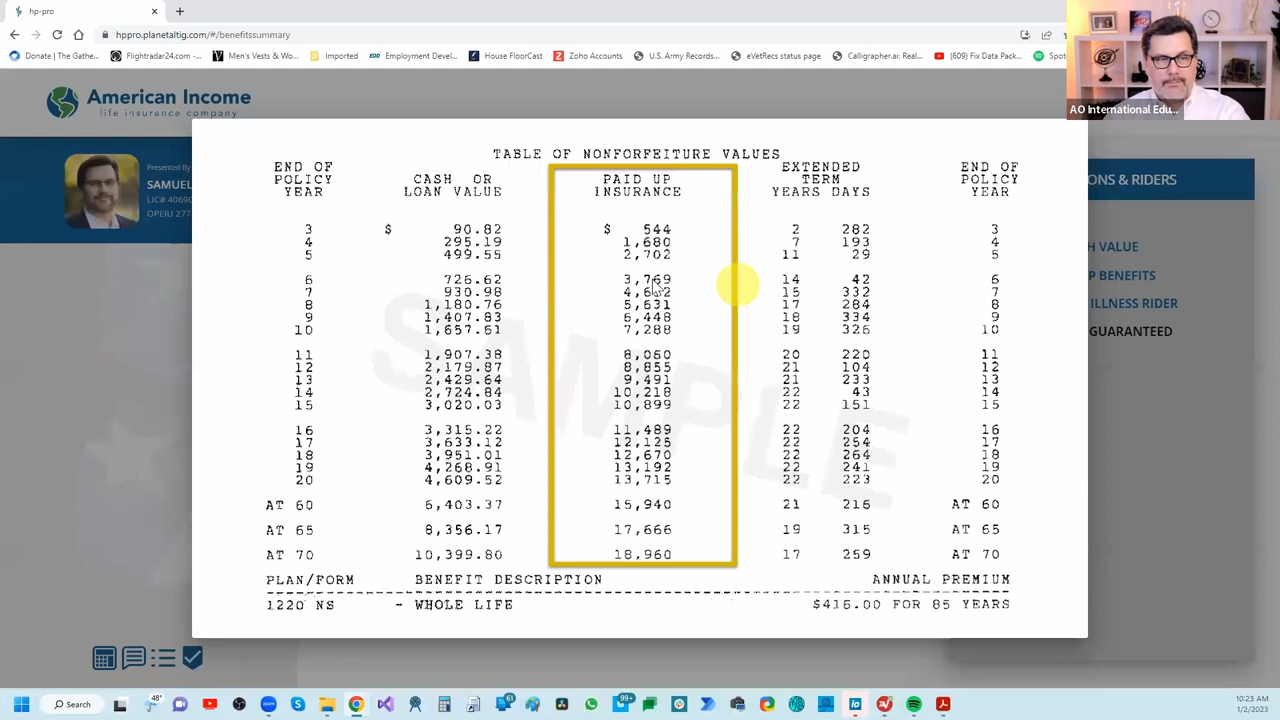 hp-pro
hppro.planetaltig.com/#/benefitssummary
Donate | The Gathe... Flightradar24.com -... Men's Vests & Wo... Imported EDD Employment Devel... House FloorCast Zoho Accounts U.S. Army Records... eVetRecs status page Calligrapher.ai: Real... (609) Fix Data Pack... Spot
AO International Edu...
American Income
life insurance company
Presented By
SAMUEL
LIC# 40690
OPEIU 277
ONS & RIDERS
H VALUE
P BENEFITS
ILLNESS RIDER
GUARANTEED
SAMPLE
TABLE OF NONFORFEITURE VALUES
END OF POLICY YEAR CASH OR LOAN VALUE PAID UP INSURANCE EXTENDED TERM YEARS DAYS END OF POLICY YEAR
3 $ 90.82 $ 544 2 282 3
4 295.19 1,680 7 193 4
5 499.55 2,702 11 29 5
6 726.62 3,769 14 42 6
7 930.98 15 332 7
8 1,180.76 5,631 17 284 8
9 1,407.83 6,448 18 334 9
10 1,657.61 7,288 19 326 10
11 1,907.38 8,060 20 220 11
12 2,179.87 8,855 21 104 12
13 2,429.64 9,491 21 233 13
14 2,724.84 10,218 22 43 14
15 3,020.03 10,899 22 151 15
16 3,315.22 11,489 22 204 16
17 3,633.12 12,125 22 254 17
18 3,951.01 12,670 22 264 18
19 4,268.91 13,192 22 241 19
20 4,609.52 13,715 22 223 20
AT 60 6,403.37 15,940 21 216 AT 60
AT 65 8,356.17 17,666 19 315 AT 65
AT 70 10,399.80 18,960 17 259 AT 70
PLAN/FORM BENEFIT DESCRIPTION ANNUAL PREMIUM
1220 NS - WHOLE LIFE $416.00 FOR 85 YEARS
Search 48° 61 99+ 10:23 AM
1/2/2023